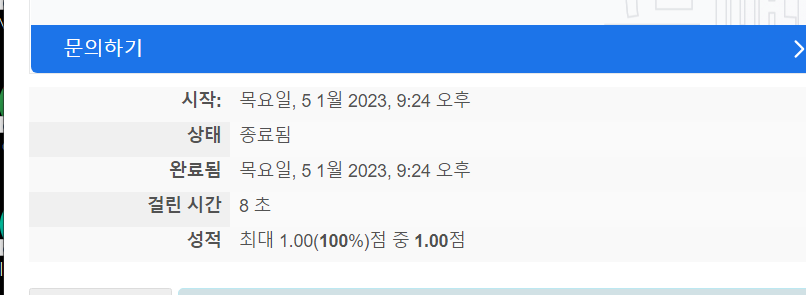 문의하기
시작: 목요일, 5 1월 2023, 9:24 오후
상태 종료됨
완료됨 목요일, 5 1월 2023, 9:24 오후
걸린 시간 8 초
성적 최대 1.00(100%)점 중 1.00점